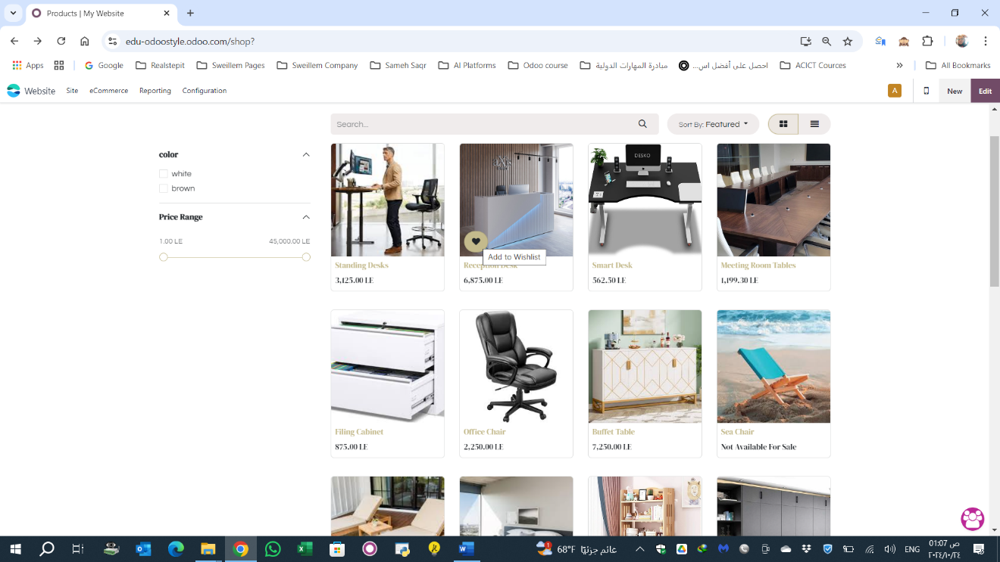 Products | My Website
edu-odoostyle.odoo.com/shop?
Apps
Google
Realstepit
Sweillem Pages
Sweillem Company
Sameh Saqr
AI Platforms
Odoo course
مبادرة المهارات الدولية
احصل على أفضل اس...
ACICT Cources
All Bookmarks
Website
Site
eCommerce
Reporting
Configuration
A
New
Edit
Search...
Sort By: Featured
color
white
brown
Price Range
1.00 LE
45,000.00 LE
DESKO
Add to Wishlist
Standing Desks
Reception Desk
Smart Desk
Meeting Room Tables
3,125.00 LE
6,875.00 LE
562.50 LE
1,199.30 LE
Filing Cabinet
Office Chair
Buffet Table
Sea Chair
875.00 LE
2,250.00 LE
7,250.00 LE
Not Available For Sale
1
68°F
غائم جزئيًا
ENG
01:07 ص
٢٠٢٤/١٠/٢٤